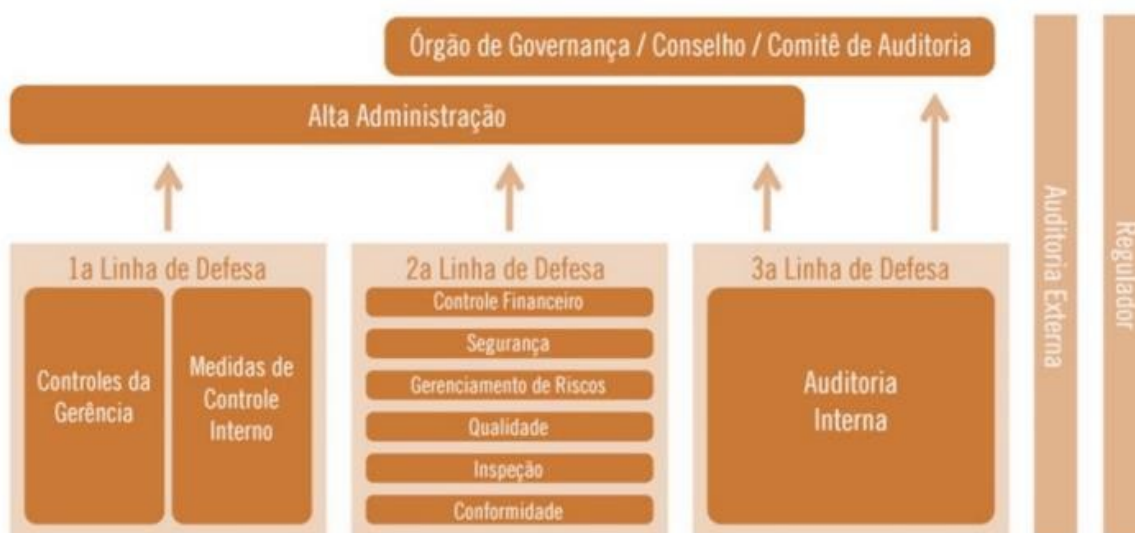 Órgão de Governança / Conselho / Comitê de Auditoria
Alta Administração
1a Linha de Defesa
Controles da
Gerência
Medidas de
Controle
Interno
2a Linha de Defesa
Controle Financeiro
Segurança
Gerenciamento de Riscos
Qualidade
Inspeção
Conformidade
3a Linha de Defesa
Auditoria
Interna
Auditoria Externa
Regulador